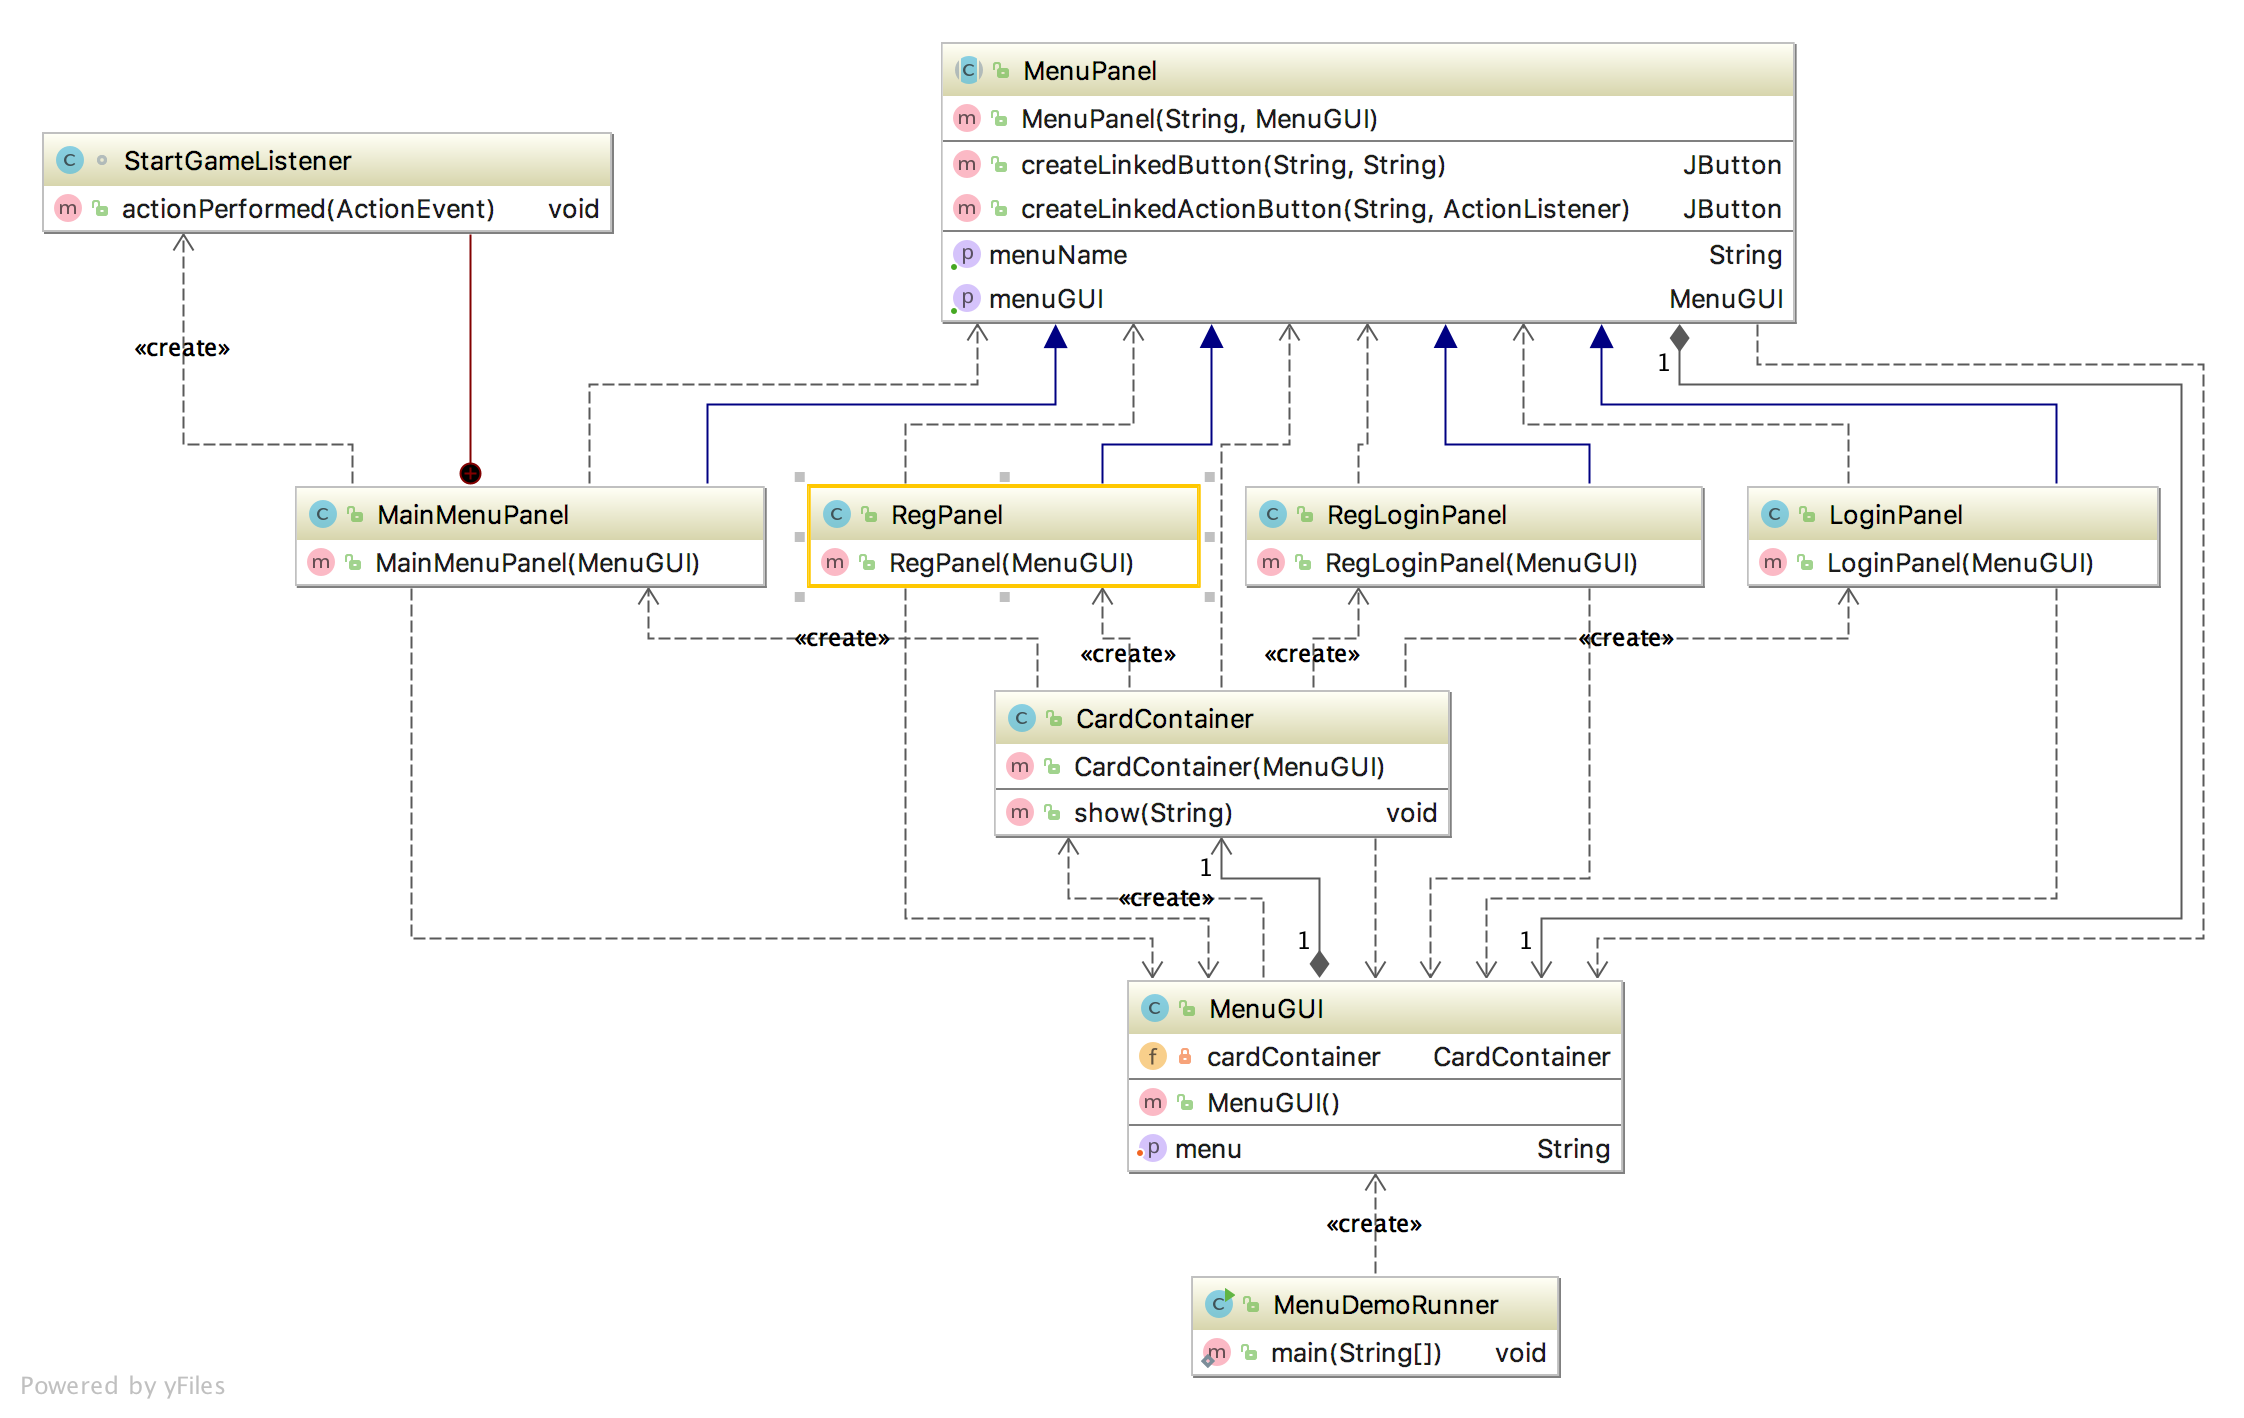 MenuPanel
MenuPanel(String, MenuGUI)
createLinkedButton(String, String) JButton
createLinkedActionButton(String, ActionListener) JButton
menuName String
menuGUI MenuGUI
StartGameListener
actionPerformed(ActionEvent) void
«create»
1
MainMenuPanel
MainMenuPanel(MenuGUI)
RegPanel
RegPanel(MenuGUI)
RegLoginPanel
RegLoginPanel(MenuGUI)
LoginPanel
LoginPanel(MenuGUI)
«create»
«create»
«create»
«create»
CardContainer
CardContainer(MenuGUI)
show(String) void
1
«create»
1
1
MenuGUI
cardContainer CardContainer
MenuGUI()
menu String
«create»
MenuDemoRunner
main(String[]) void
Powered by yFiles